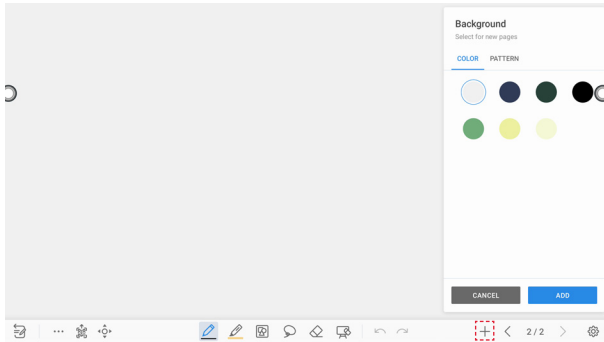 Background
Select for new pages
COLOR PATTERN
CANCEL ADD
2/2